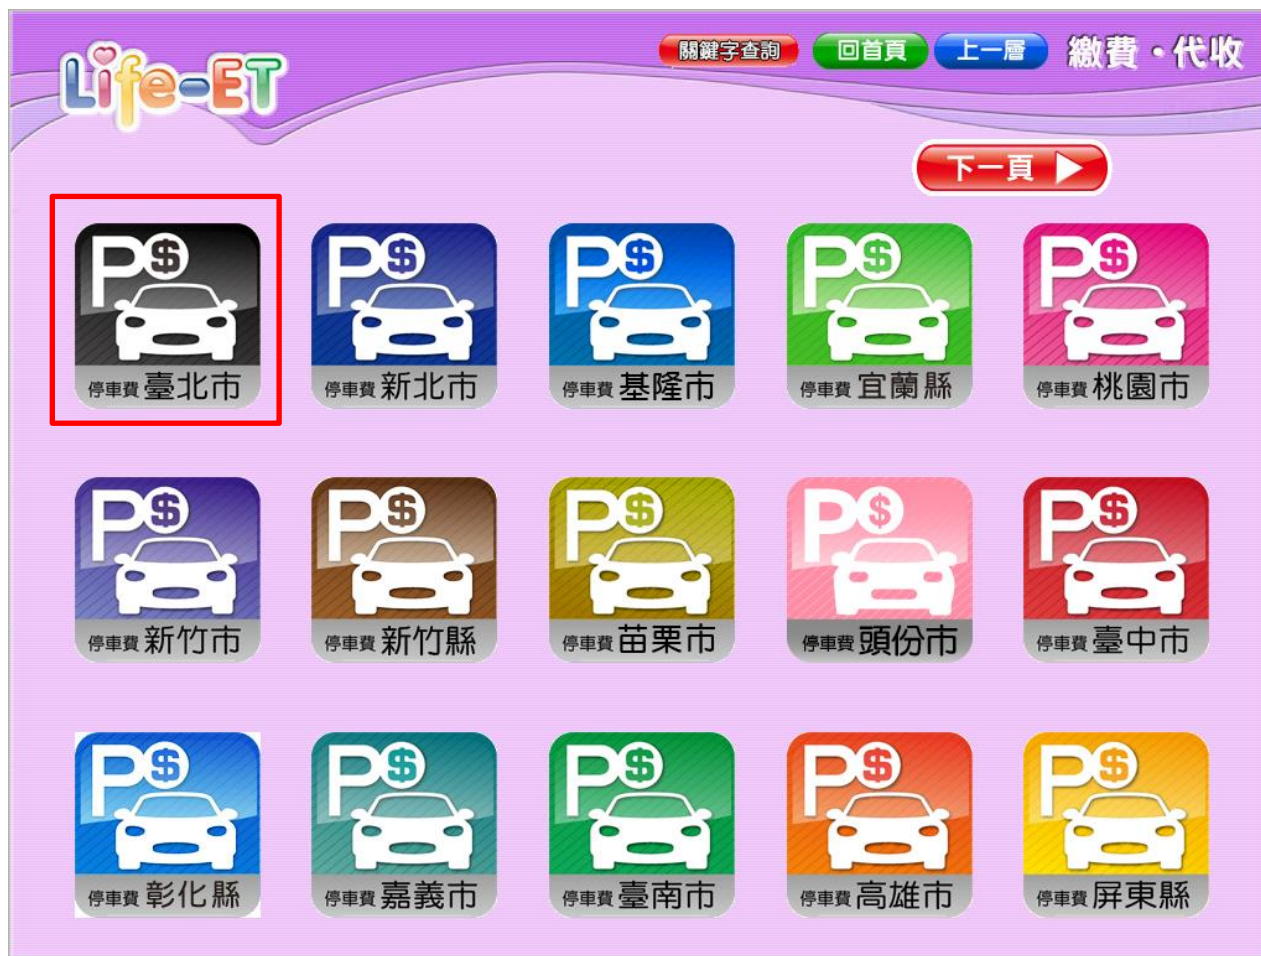 Life-ET
關鍵字查詢 回首頁 上一層 繳費・代收
下一頁
P$ P$ P$ P$ P$
停車費 臺北市 停車費 新北市 停車費 基隆市 停車費 宜蘭縣 停車費 桃園市
P$ P$ P$ P$ P$
停車費 新竹市 停車費 新竹縣 停車費 苗栗市 停車費 頭份市 停車費 臺中市
P$ P$ P$ P$ P$
停車費 彰化縣 停車費 嘉義市 停車費 臺南市 停車費 高雄市 停車費 屏東縣